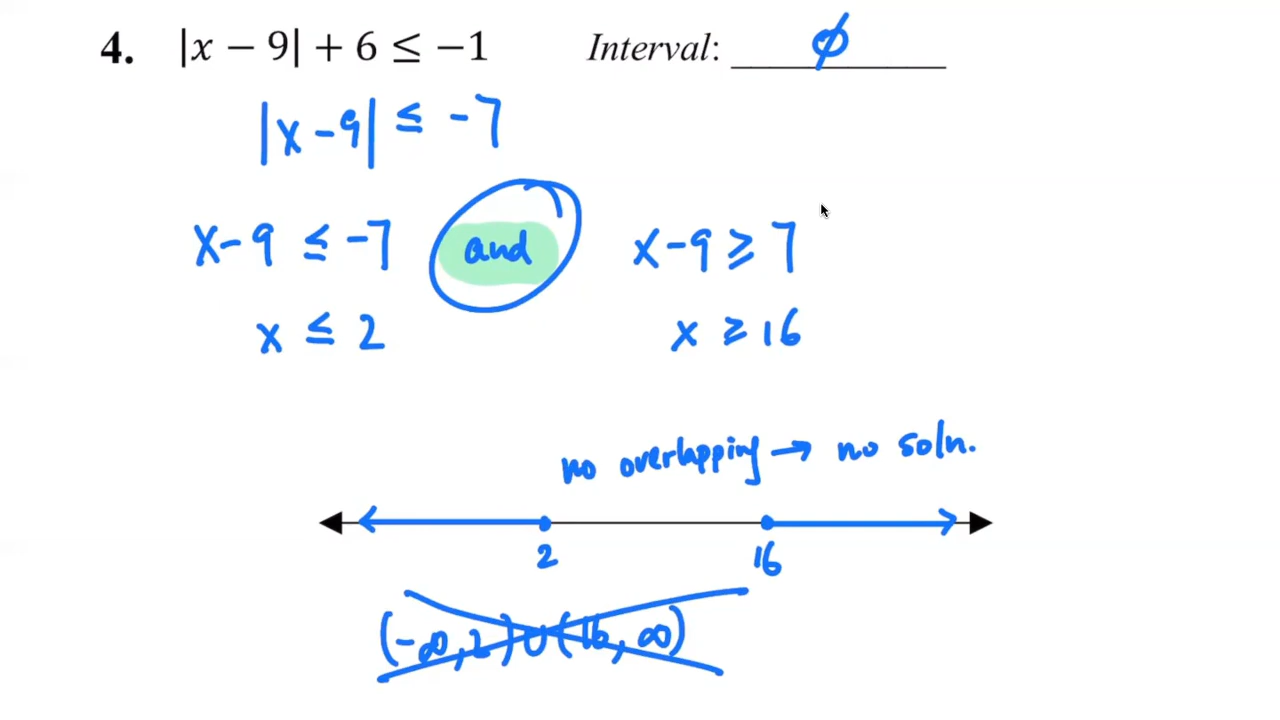 4. |x − 9| + 6 ≤ −1 Interval: ∅
|x-9| ≤ -7
x-9 ≤ -7 and x-9 ≥ 7
x ≤ 2 x ≥ 16
no overlapping → no soln.
2 16
(-∞, 2) ∪ (16, ∞)